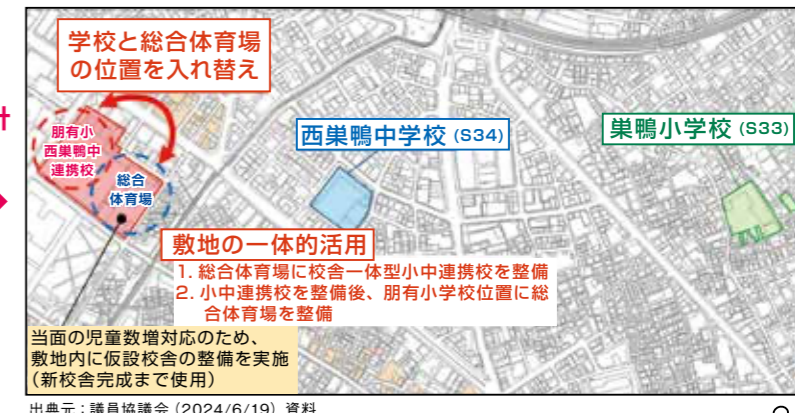 学校と総合体育場
の位置を入れ替え
朋有小
西巣鴨中
連携校
総合
体育場
西巣鴨中学校 (S34)
巣鴨小学校 (S33)
敷地の一体的活用
1. 総合体育場に校舎一体型小中連携校を整備
2. 小中連携校を整備後、朋有小学校位置に総
合体育場を整備
当面の児童数増対応のため、
敷地内に仮設校舎の整備を実施
(新校舎完成まで使用)
出典元：議員協議会 (2024/6/19) 資料